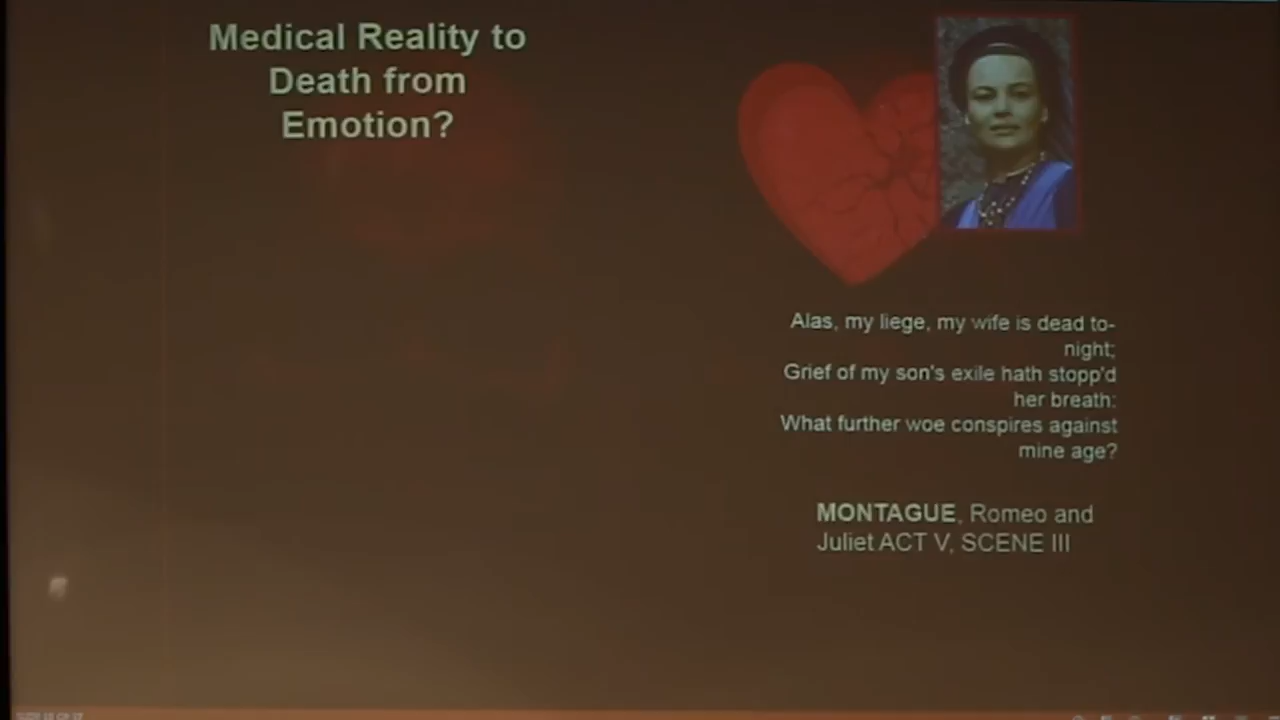 Medical Reality to
Death from
Emotion?
Alas, my liege, my wife is dead to-
night;
Grief of my son's exile hath stopp'd
her breath:
What further woe conspires against
mine age?
MONTAGUE, Romeo and
Juliet ACT V, SCENE III